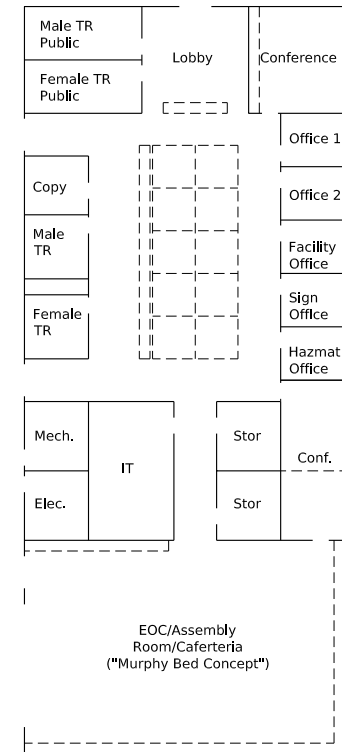 Male TR
Public
Lobby
Conference
Female TR
Public
Office 1
Copy
Office 2
Male
TR
Facility
Office
Sign
Office
Female
TR
Hazmat
Office
Mech.
IT
Stor
Conf.
Elec.
Stor
EOC/Assembly
Room/Caferteria
("Murphy Bed Concept")